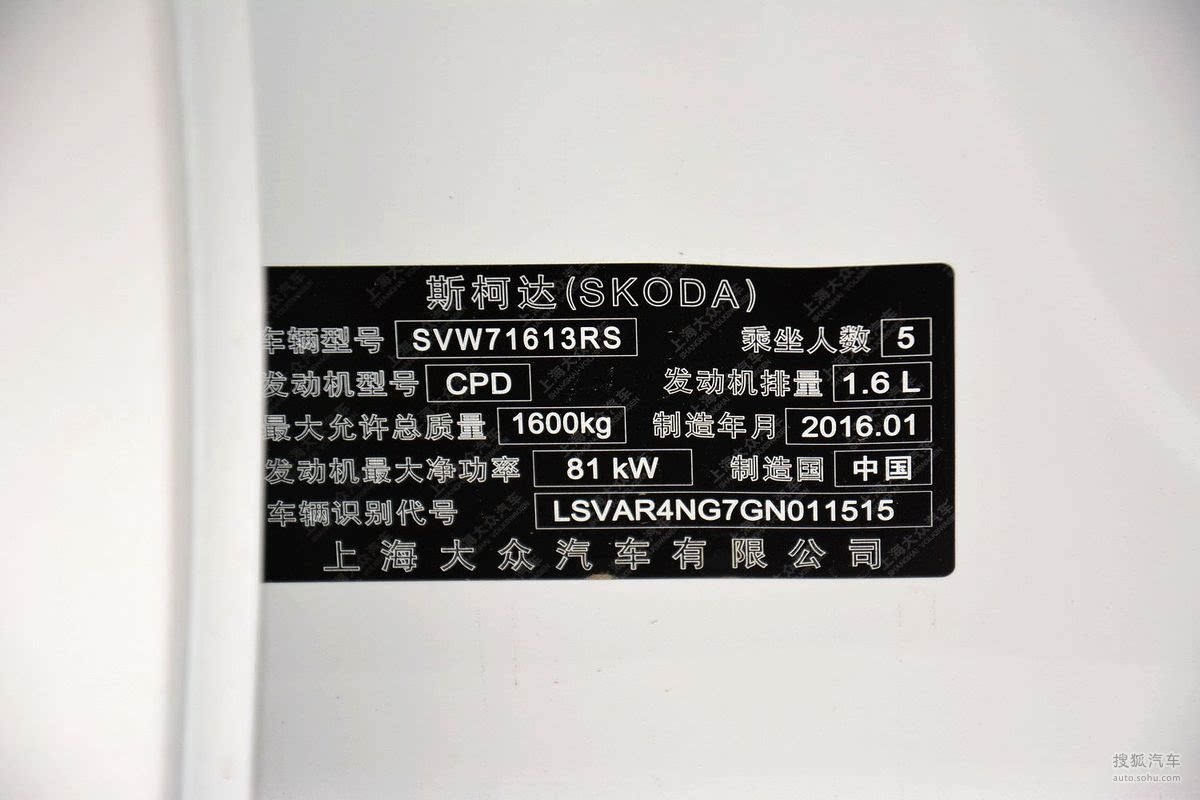 斯柯达(SKODA)
车辆型号 SVW71613RS 乘坐人数 5
发动机型号 CPD 发动机排量 1.6 L
最大允许总质量 1600kg 制造年月 2016.01
发动机最大净功率 81 kW 制造国 中国
车辆识别代号 LSVAR4NG7GN011515
上海大众汽车有限公司
搜狐汽车
auto.sohu.com